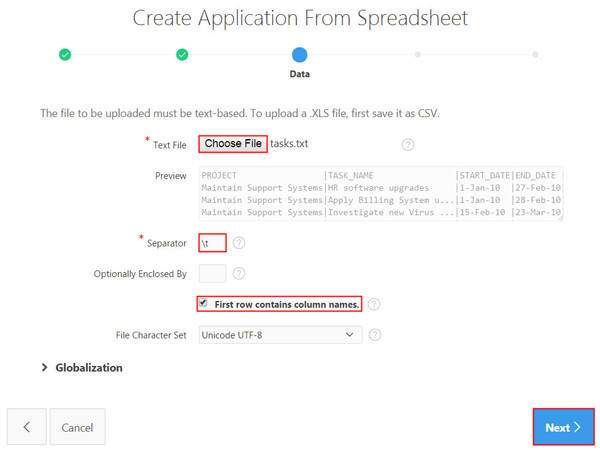 Create Application From Spreadsheet
Data
The file to be uploaded must be text-based. To upload a .XLS file, first save it as CSV.
* Text File Choose File tasks.txt ?
Preview
PROJECT |TASK_NAME |START_DATE|END_DATE |
Maintain Support Systems|HR software upgrades |1-Jan-10 |27-Feb-10
Maintain Support Systems|Apply Billing System u...|1-Jan-10 |28-Feb-10
Maintain Support Systems|Investigate new Virus ...|15-Feb-10 |23-Mar-10
* Separator \t ?
Optionally Enclosed By ?
First row contains column names. ?
File Character Set Unicode UTF-8 ?
Globalization
Cancel Next